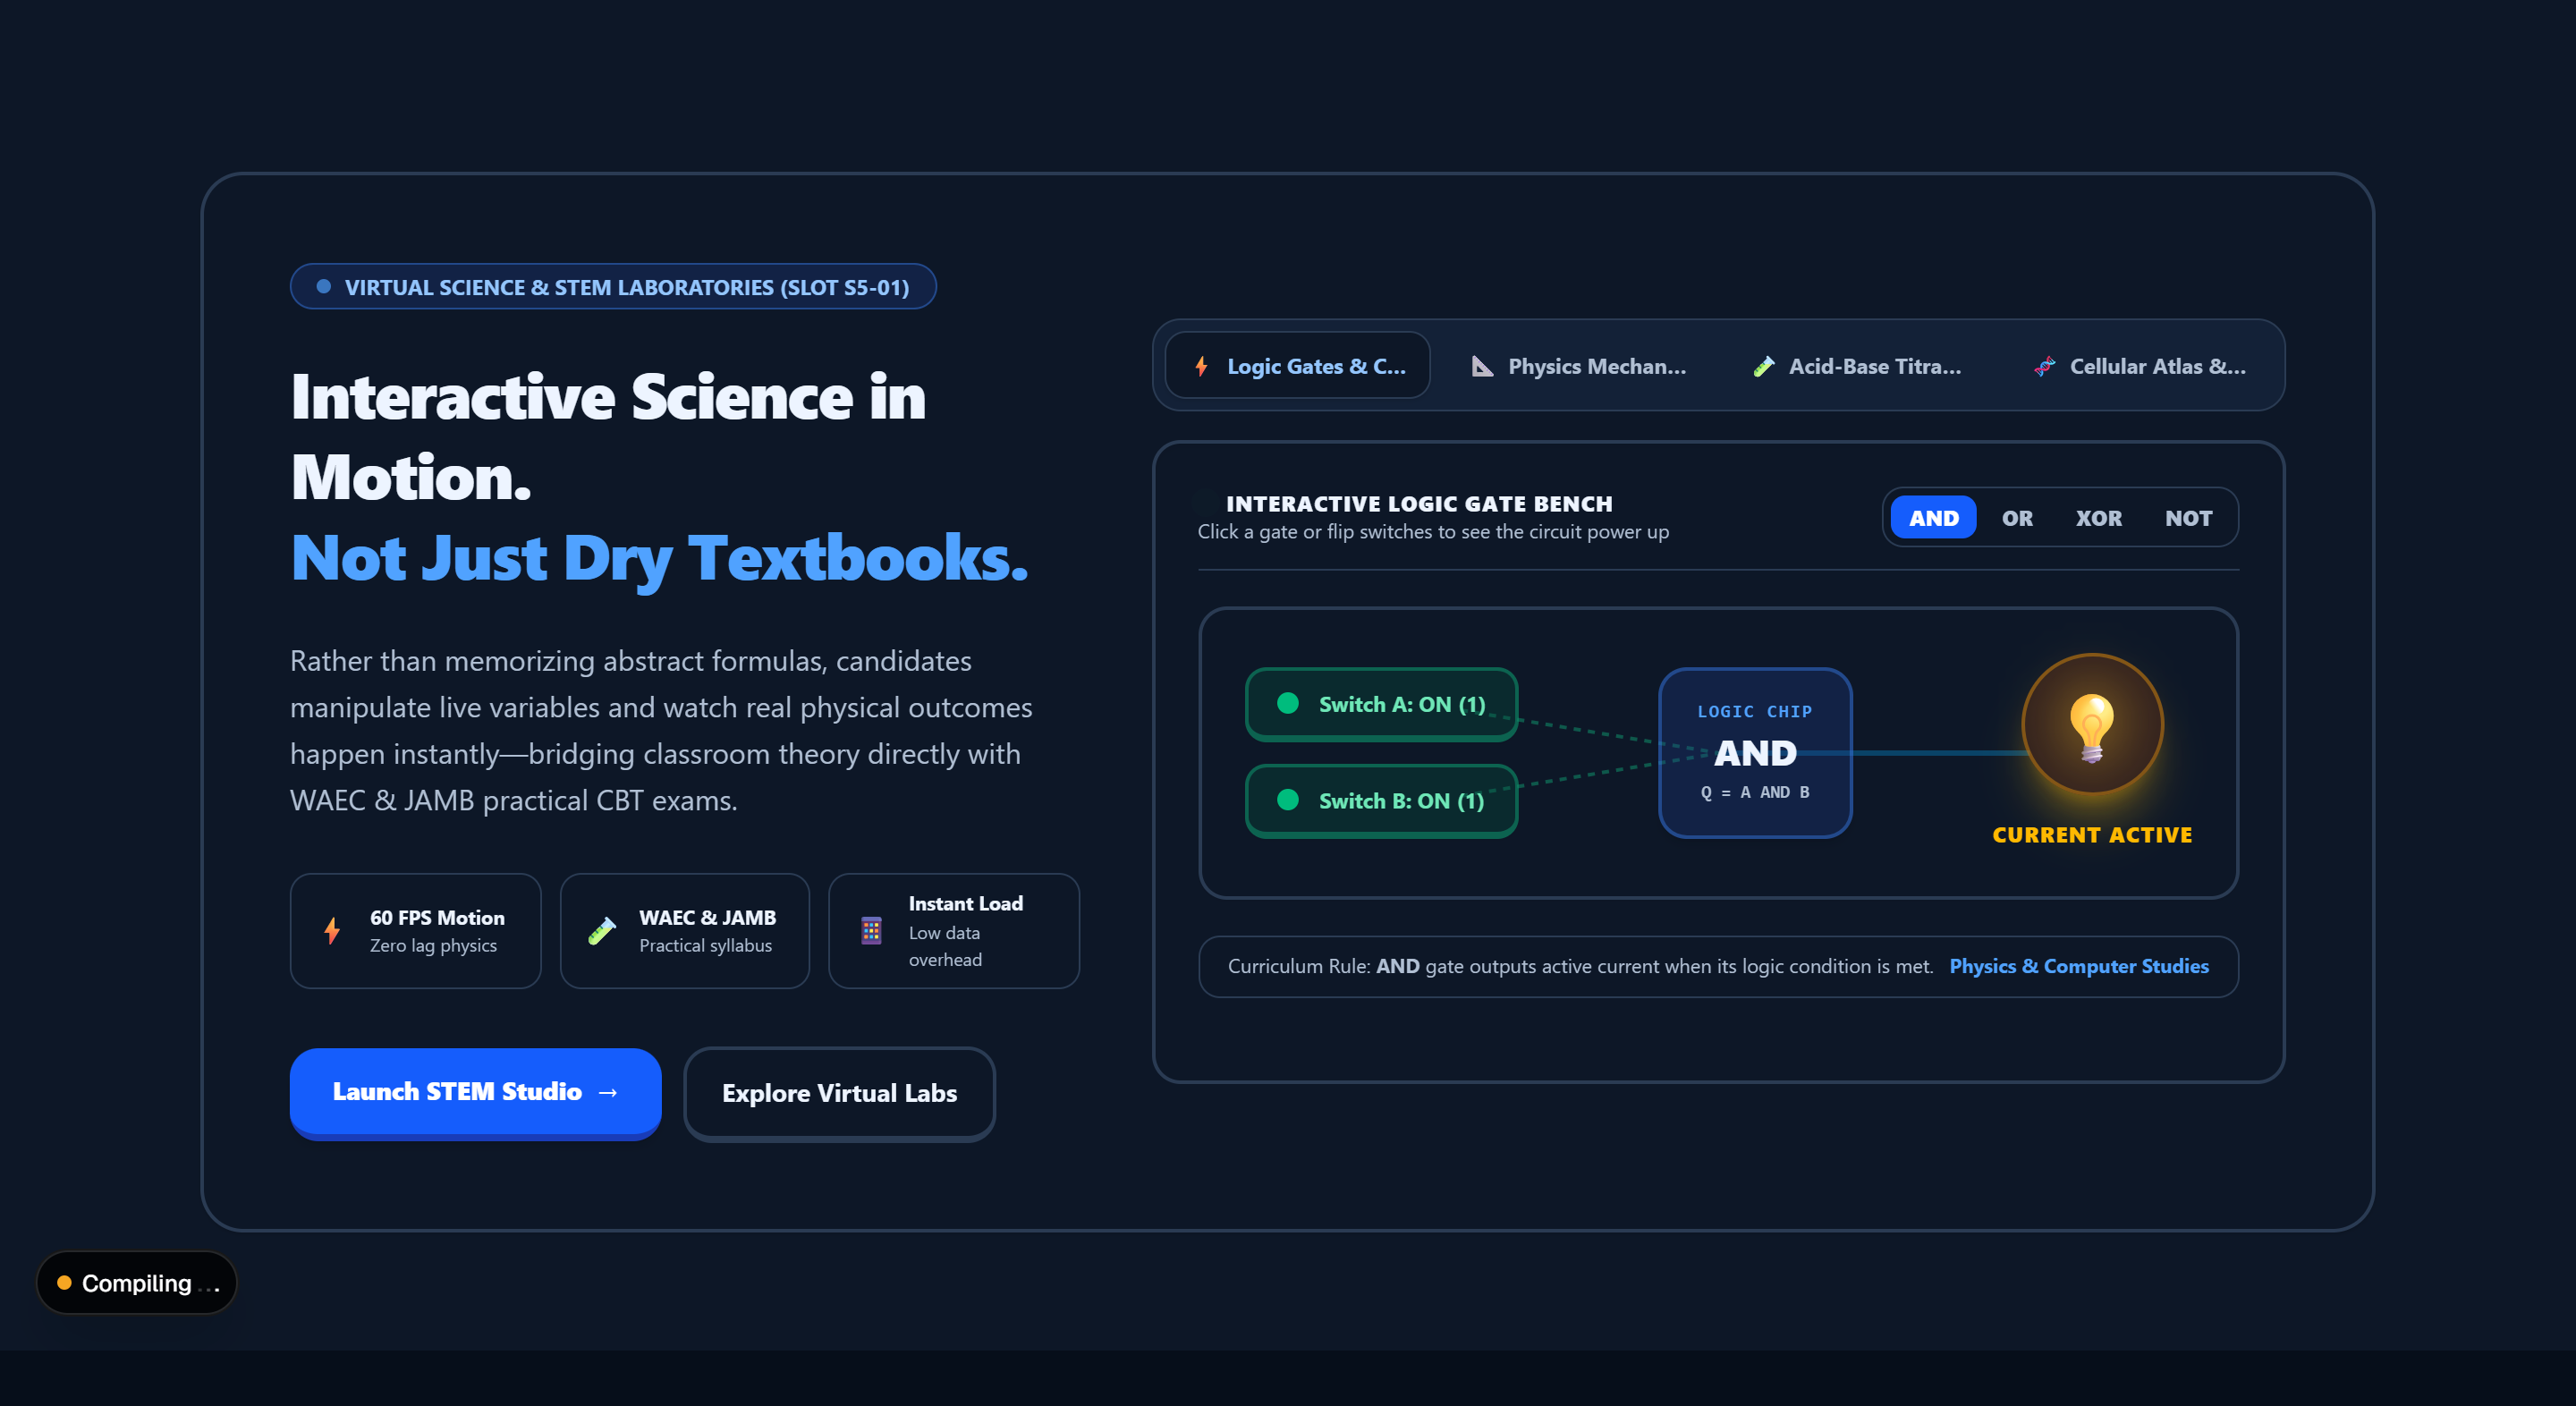 VIRTUAL SCIENCE & STEM LABORATORIES (SLOT S5-01)
Interactive Science in
Motion.
Not Just Dry Textbooks.
Rather than memorizing abstract formulas, candidates
manipulate live variables and watch real physical outcomes
happen instantly—bridging classroom theory directly with
WAEC & JAMB practical CBT exams.
60 FPS Motion
Zero lag physics
WAEC & JAMB
Practical syllabus
Instant Load
Low data
overhead
Launch STEM Studio →
Explore Virtual Labs
Logic Gates & C...
Physics Mechan...
Acid-Base Titra...
Cellular Atlas &...
INTERACTIVE LOGIC GATE BENCH
Click a gate or flip switches to see the circuit power up
AND OR XOR NOT
Switch A: ON (1)
Switch B: ON (1)
LOGIC CHIP
AND
Q = A AND B
CURRENT ACTIVE
Curriculum Rule: AND gate outputs active current when its logic condition is met. Physics & Computer Studies
Compiling ...